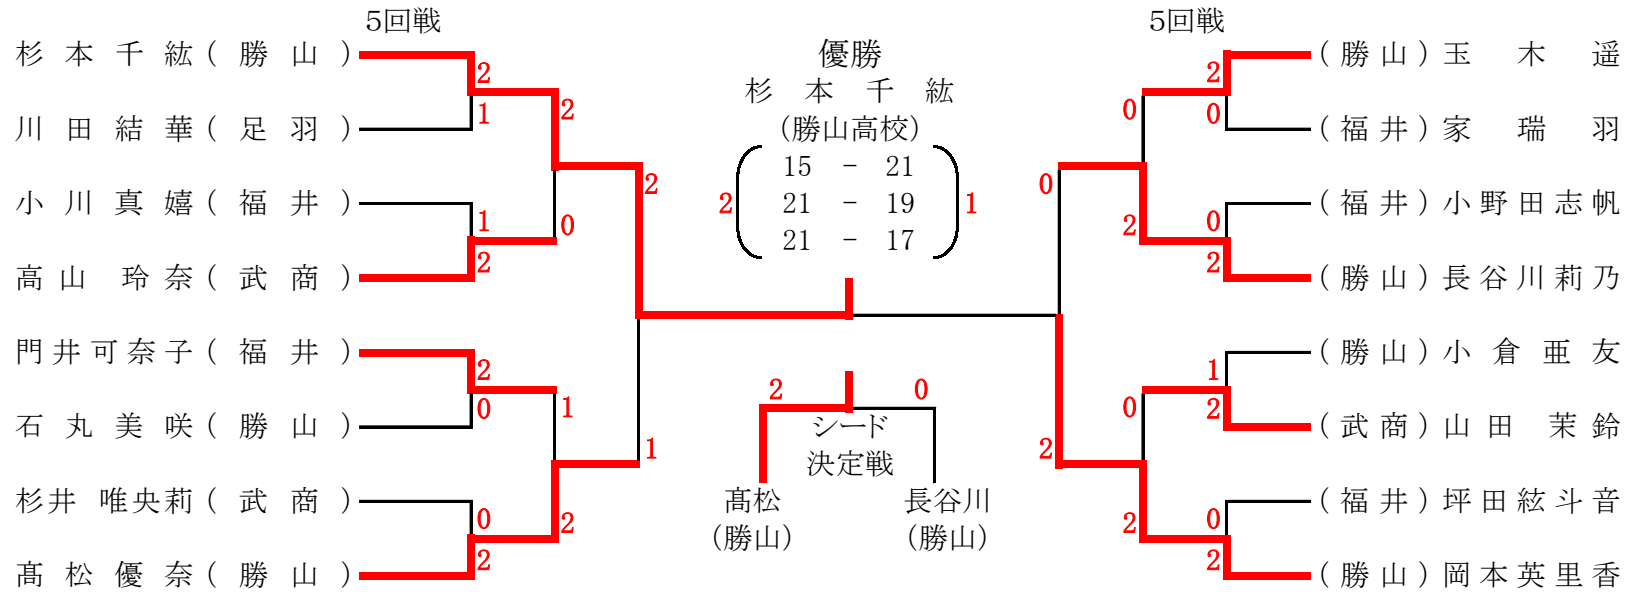 5回戦
杉本千紘(勝山)
2
1
川田結華(足羽)
2
小川真嬉(福井)
1
2
0
高山 玲奈(武商)
2
門井可奈子(福井)
2
0
1
石丸美咲(勝山)
1
杉井 唯央莉(武商)
0
2
2
髙松優奈(勝山)
優勝
杉本千紘
(勝山高校)
2
15 - 21
21 - 19
21 - 17
1
2 0
シード
決定戦
髙松
(勝山)
長谷川
(勝山)
5回戦
(勝山)玉木遥
2
0
0
(福井)家瑞羽
0
(福井)小野田志帆
0
2
2
(勝山)長谷川莉乃
(勝山)小倉亜友
1
2
0
(武商)山田 茉鈴
2
(福井)坪田絃斗音
0
2
2
(勝山)岡本英里香